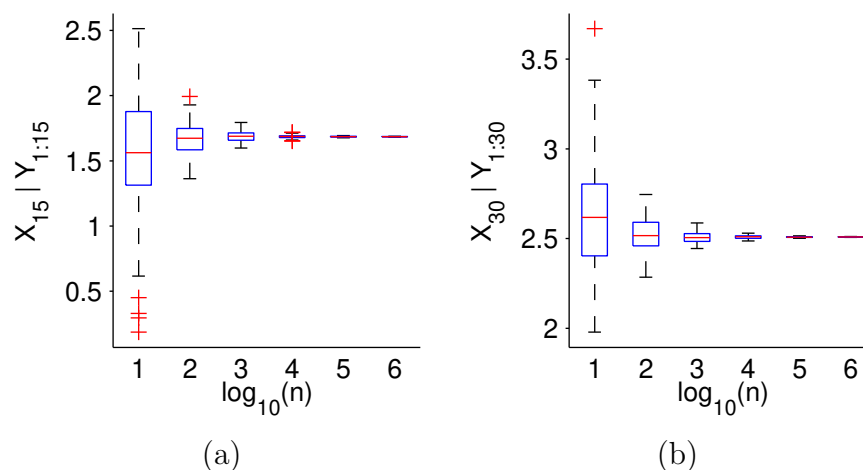 2.5
2
1.5
1
0.5
X₁₅ | Y₁:₁₅
1 2 3 4 5 6
log₁₀(n)
(a)
3.5
3
2.5
2
X₃₀ | Y₁:₃₀
1 2 3 4 5 6
log₁₀(n)
(b)